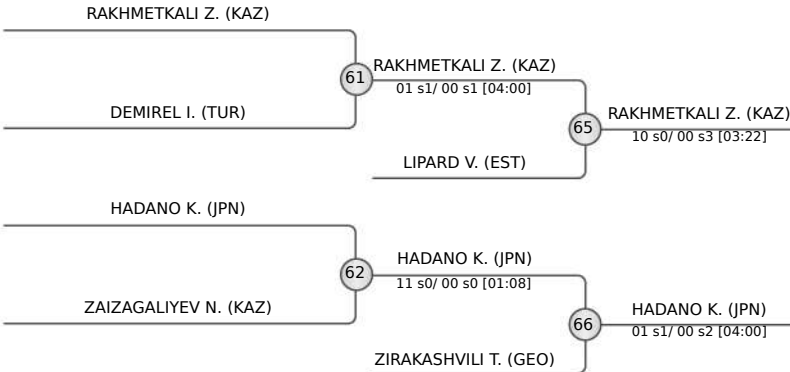 RAKHMETKALI Z. (KAZ)
61
RAKHMETKALI Z. (KAZ)
01 s1/ 00 s1 [04:00]
DEMIREL I. (TUR)
65
RAKHMETKALI Z. (KAZ)
10 s0/ 00 s3 [03:22]
LIPARD V. (EST)
HADANO K. (JPN)
62
HADANO K. (JPN)
11 s0/ 00 s0 [01:08]
ZAIZAGALIYEV N. (KAZ)
66
HADANO K. (JPN)
01 s1/ 00 s2 [04:00]
ZIRAKASHVILI T. (GEO)